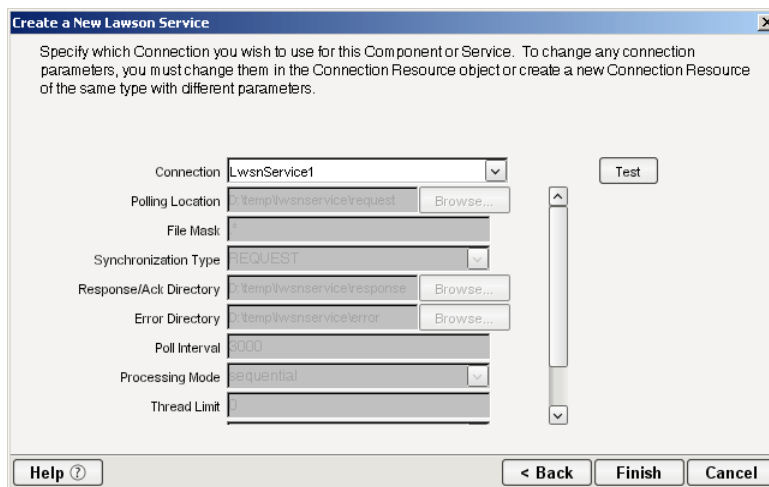 Create a New Lawson Service
Specify which Connection you wish to use for this Component or Service. To change any connection
parameters, you must change them in the Connection Resource object or create a new Connection Resource
of the same type with different parameters.
Connection LwsnService1 Test
Polling Location D:\temp\lwsnservice\request Browse...
File Mask *
Synchronization Type REQUEST
Response/Ack Directory D:\temp\lwsnservice\response Browse...
Error Directory D:\temp\lwsnservice\error Browse...
Poll Interval 3000
Processing Mode sequential
Thread Limit 0
Help ? < Back Finish Cancel